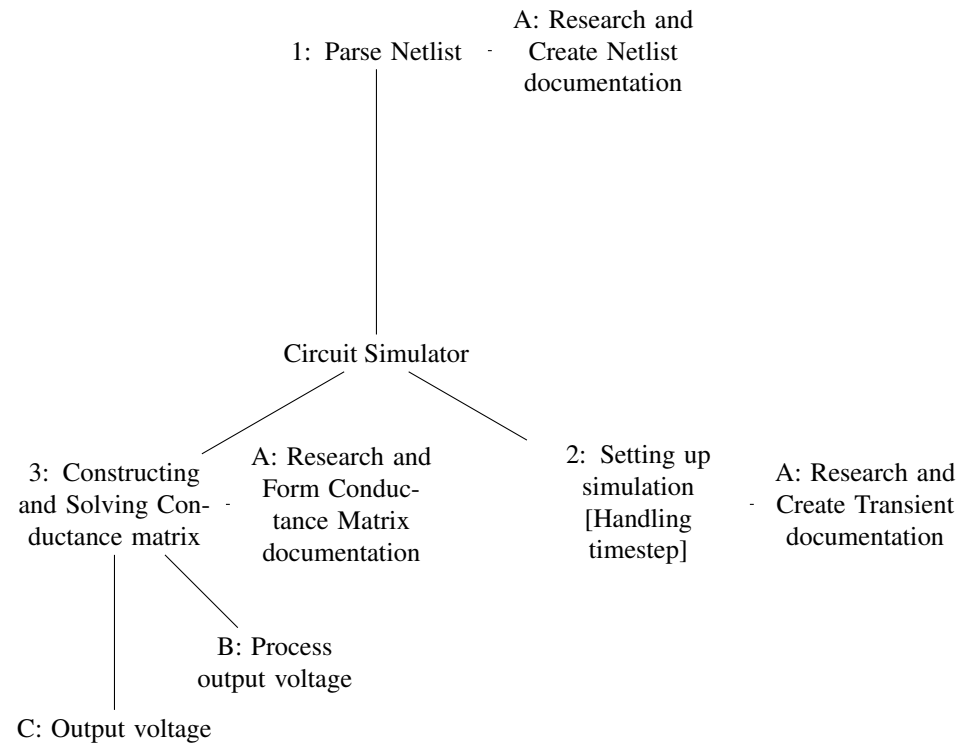 1: Parse Netlist
A: Research and
Create Netlist
documentation
Circuit Simulator
3: Constructing
and Solving Con-
ductance matrix
A: Research and
Form Conduc-
tance Matrix
documentation
2: Setting up
simulation
[Handling
timestep]
A: Research and
Create Transient
documentation
B: Process
output voltage
C: Output voltage